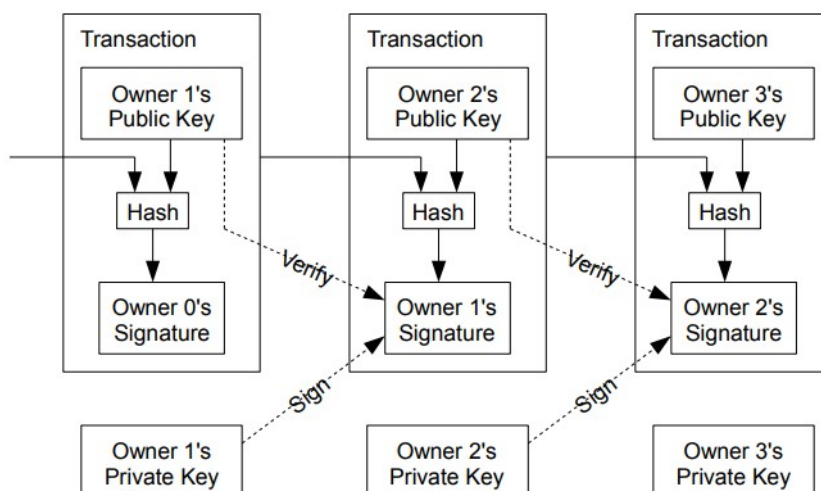 Transaction
Transaction
Transaction
Owner 1's
Public Key
Owner 2's
Public Key
Owner 3's
Public Key
Hash
Hash
Hash
Verify
Verify
Owner 0's
Signature
Owner 1's
Signature
Owner 2's
Signature
Sign
Sign
Owner 1's
Private Key
Owner 2's
Private Key
Owner 3's
Private Key